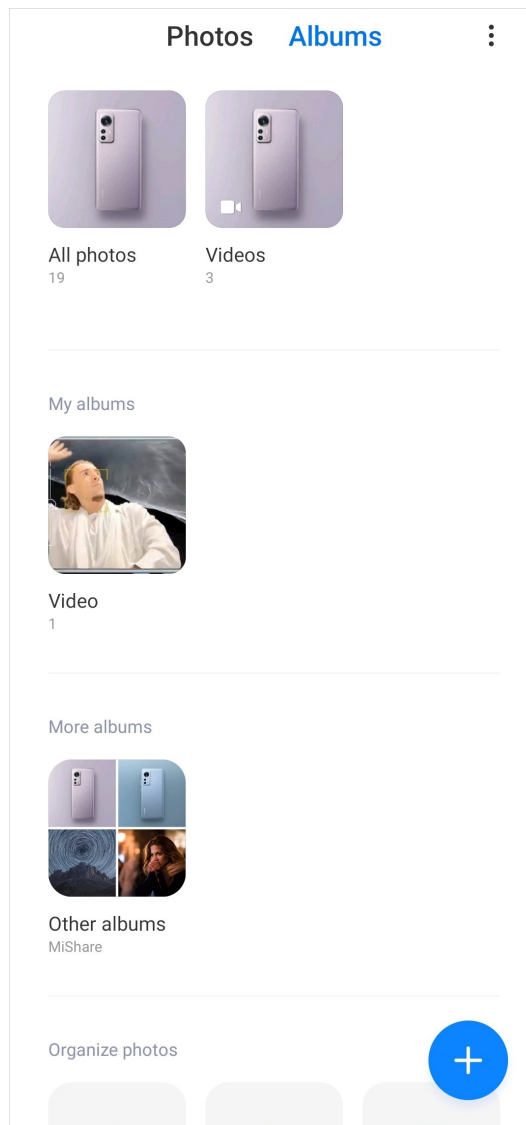 Photos Albums
All photos Videos
19 3
My albums
Video
1
More albums
Other albums
MiShare
Organize photos